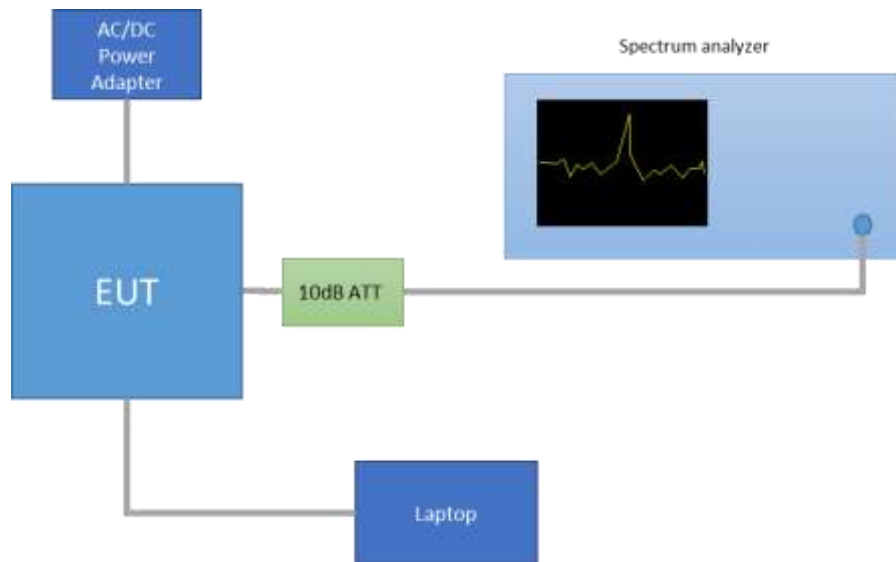 AC/DC
Power
Adapter
Spectrum analyzer
EUT
10dB ATT
Laptop